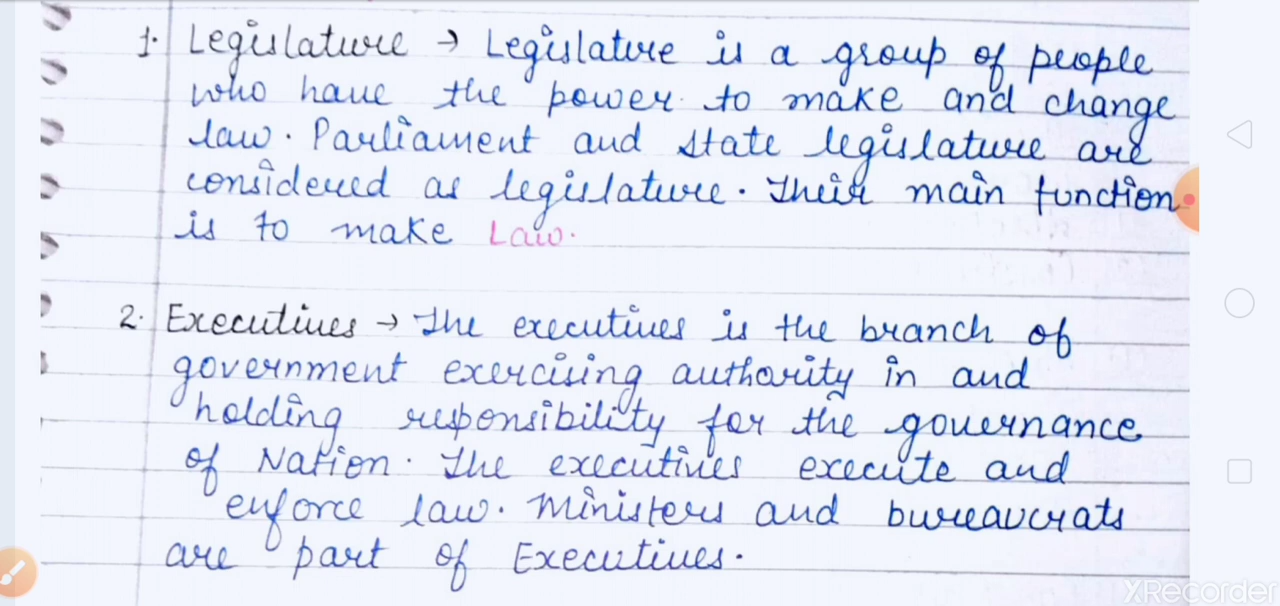 1. Legislature → Legislature is a group of people
who have the power to make and change
law. Parliament and state legislature are
considered as legislature. Their main function
is to make Law.
2. Executives → The executives is the branch of
government exercising authority in and
holding responsibility for the governance
of Nation. The executives execute and
enforce law. Ministers and bureaucrats
are part of Executives.
XRecorder